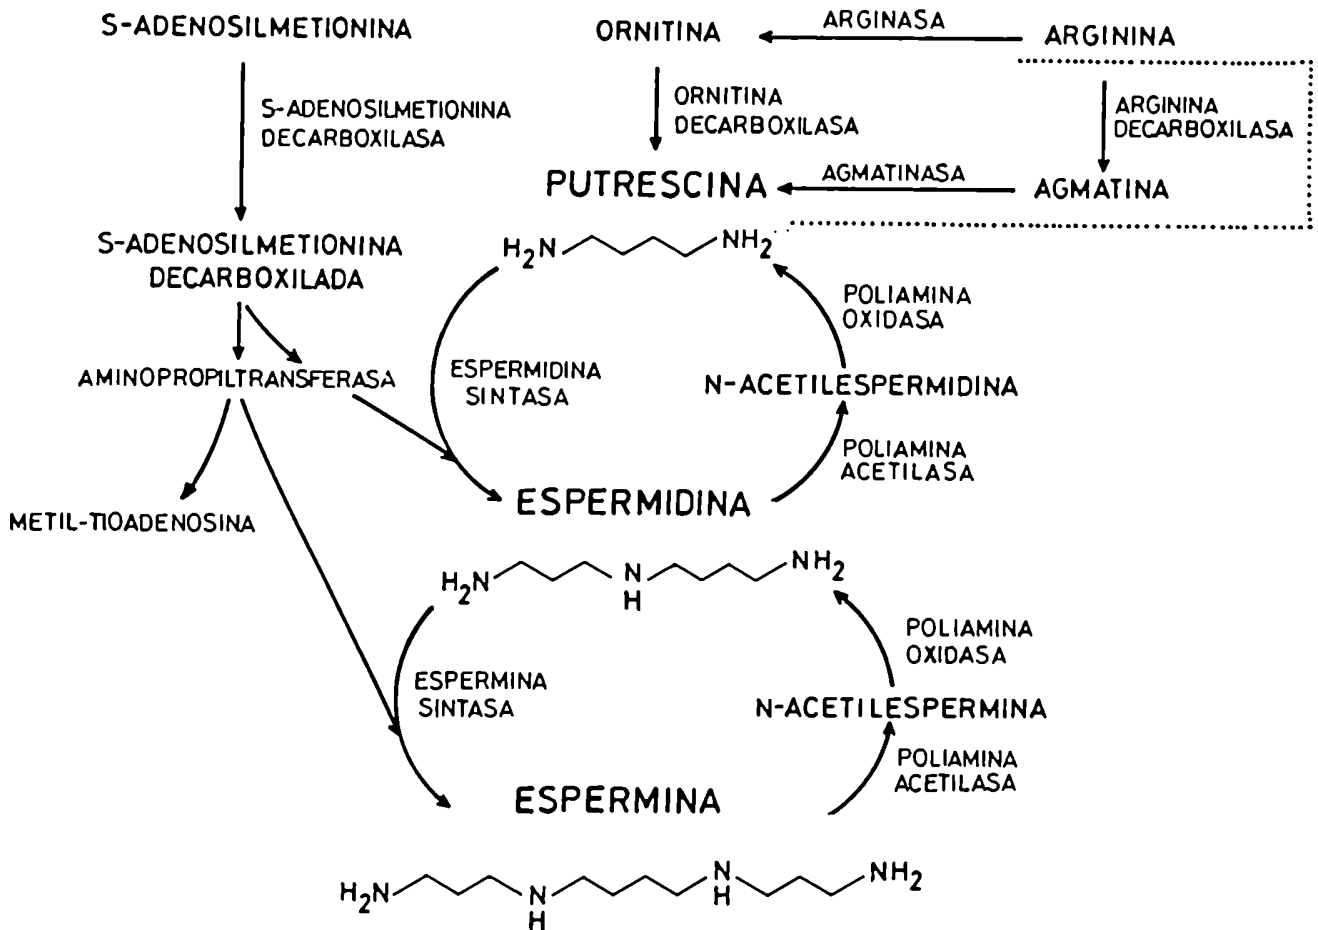 S-ADENOSILMETIONINA
ORNITINA
ARGINASA
ARGININA
S-ADENOSILMETIONINA
DECARBOXILASA
ORNITINA
DECARBOXILASA
ARGININA
DECARBOXILASA
PUTRESCINA
AGMATINASA
AGMATINA
S-ADENOSILMETIONINA
DECARBOXILADA
H₂N
NH₂
POLIAMINA
OXIDASA
AMINOPROPILTRANSFERASA
ESPERMIDINA
SINTASA
N-ACETILESPERMIDINA
POLIAMINA
ACETILASA
ESPERMIDINA
METIL-TIOADENOSINA
H₂N
N
H
NH₂
POLIAMINA
OXIDASA
ESPERMINA
SINTASA
N-ACETILESPERMINA
POLIAMINA
ACETILASA
ESPERMINA
H₂N
N
H
N
H
NH₂